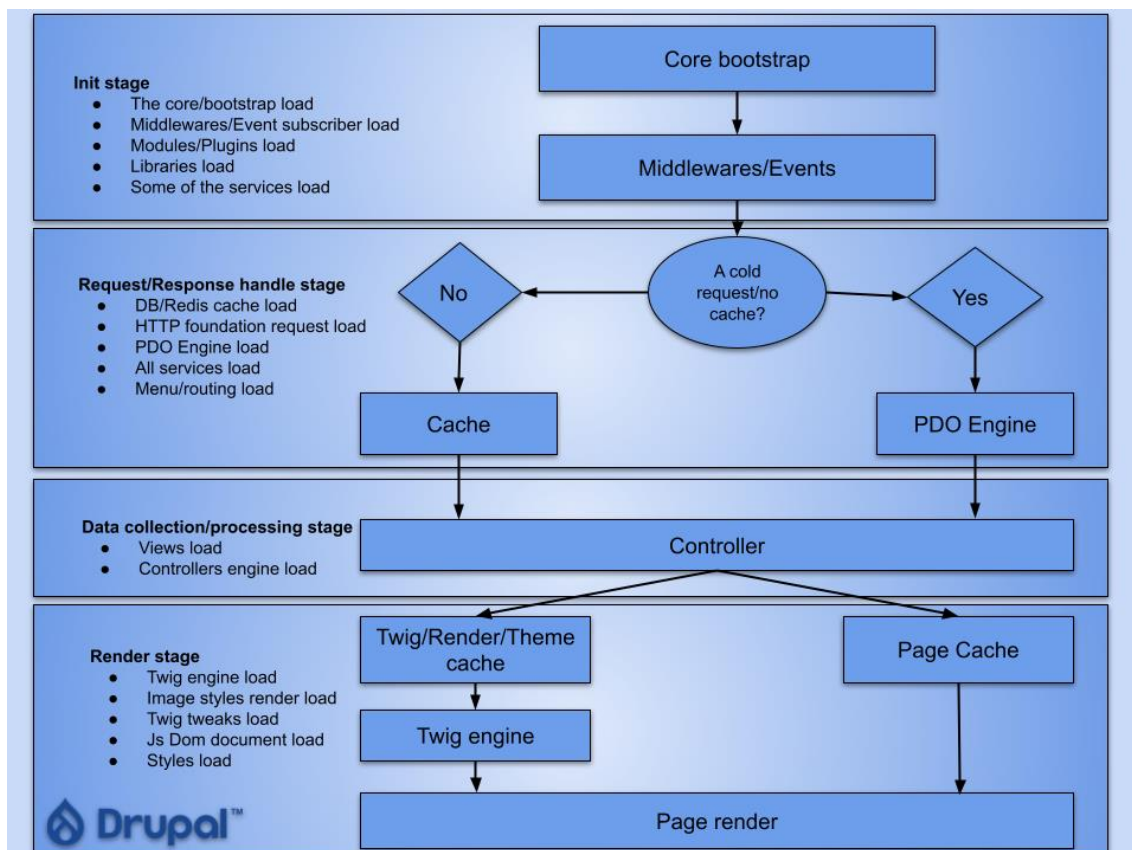 Core bootstrap
Init stage
● The core/bootstrap load
● Middlewares/Event subscriber load
● Modules/Plugins load
● Libraries load
● Some of the services load
Middlewares/Events
Request/Response handle stage
● DB/Redis cache load
● HTTP foundation request load
● PDO Engine load
● All services load
● Menu/routing load
No
A cold
request/no
cache?
Yes
Cache
PDO Engine
Data collection/processing stage
● Views load
● Controllers engine load
Controller
Render stage
● Twig engine load
● Image styles render load
● Twig tweaks load
● Js Dom document load
● Styles load
Twig/Render/Theme
cache
Page Cache
Twig engine
Page render
Drupal™